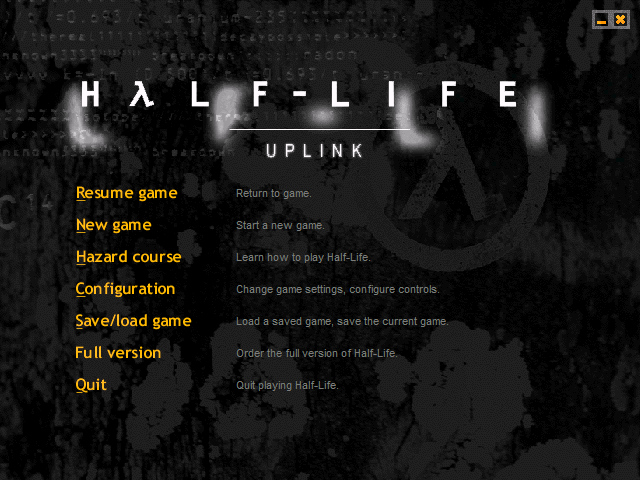 HλLF-LIFE
UPLINK
Resume game Return to game.
New game Start a new game.
Hazard course Learn how to play Half-Life.
Configuration Change game settings, configure controls.
Save/load game Load a saved game, save the current game.
Full version Order the full version of Half-Life.
Quit Quit playing Half-Life.